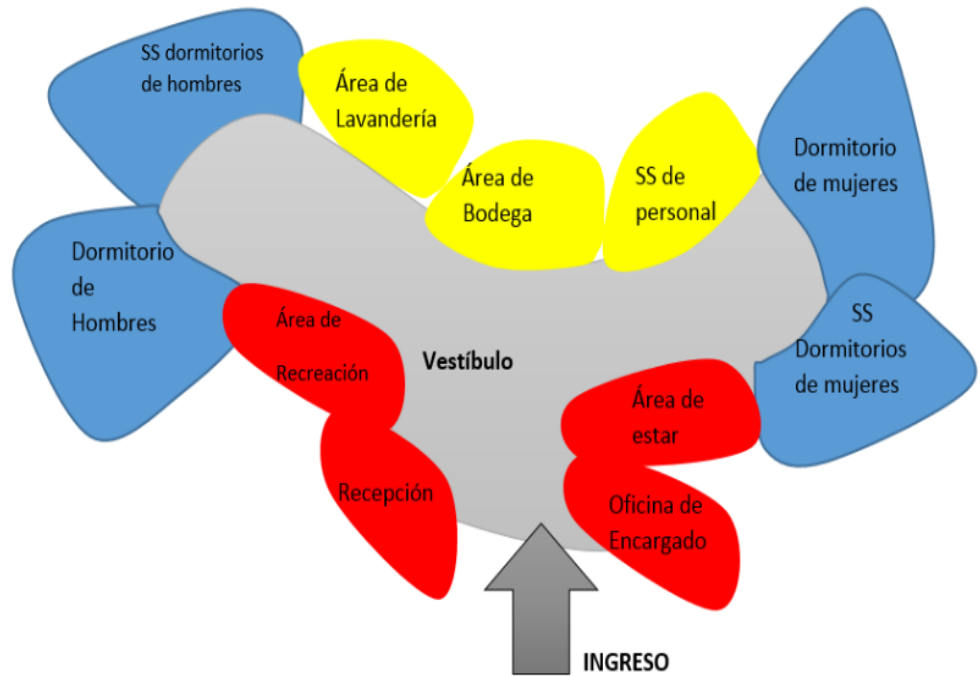 SS dormitorios
de hombres
Área de
Lavandería
Área de
Bodega
SS de
personal
Dormitorio
de mujeres
Dormitorio
de
Hombres
Área de
Recreación
Vestíbulo
SS
Dormitorios
de mujeres
Área de
estar
Recepción
Oficina de
Encargado
INGRESO